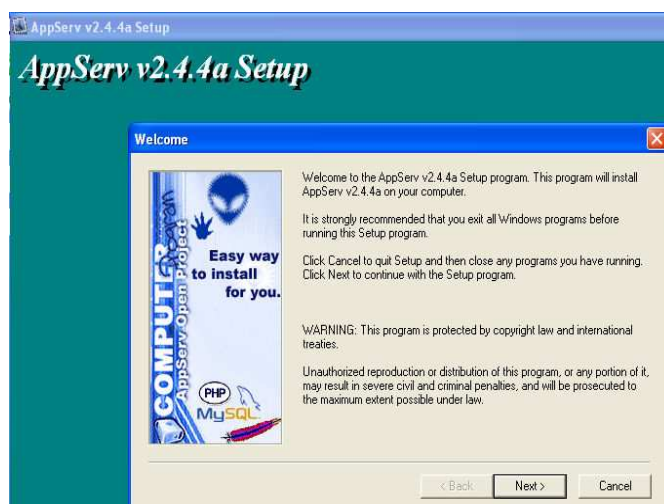 AppServ v2.4.4a Setup
AppServ v2.4.4a Setup
Welcome
COMPUTER
program
AppServ Open Project
Easy way
to install
for you.
PHP
MySQL
Welcome to the AppServ v2.4.4a Setup program. This program will install
AppServ v2.4.4a on your computer.
It is strongly recommended that you exit all Windows programs before
running this Setup program.
Click Cancel to quit Setup and then close any programs you have running.
Click Next to continue with the Setup program.
WARNING: This program is protected by copyright law and international
treaties.
Unauthorized reproduction or distribution of this program, or any portion of it,
may result in severe civil and criminal penalties, and will be prosecuted to
the maximum extent possible under law.
< Back
Next >
Cancel